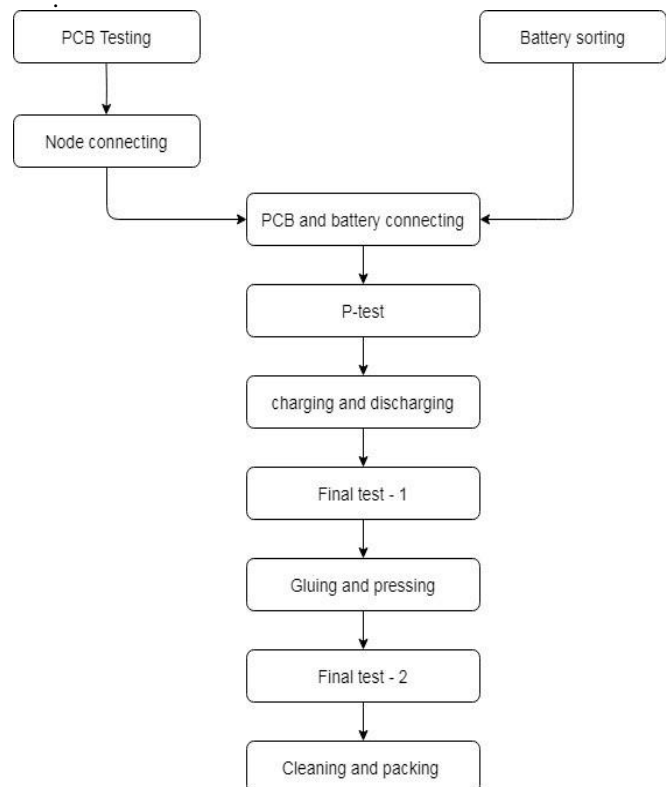 PCB Testing
Battery sorting
Node connecting
PCB and battery connecting
P-test
charging and discharging
Final test - 1
Gluing and pressing
Final test - 2
Cleaning and packing